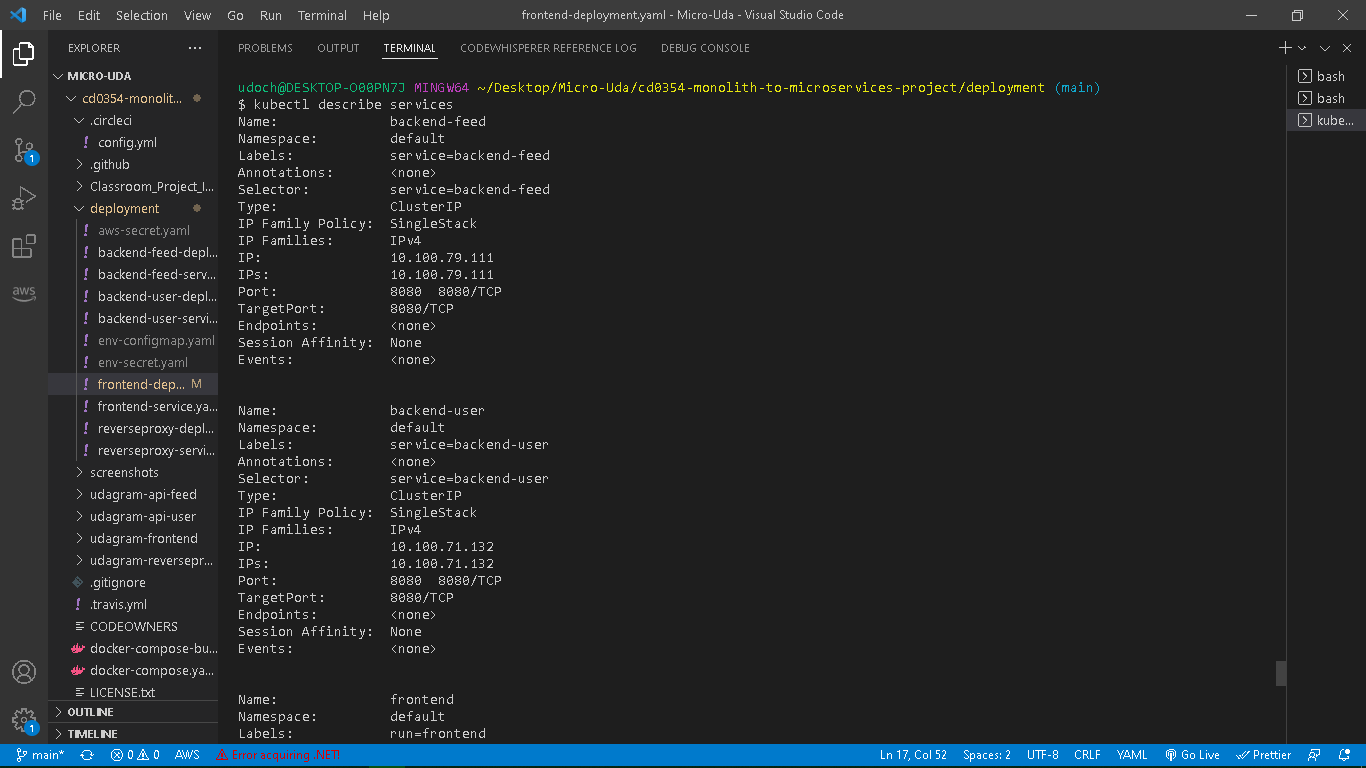 File Edit Selection View Go Run Terminal Help
frontend-deployment.yaml - Micro-Uda - Visual Studio Code
EXPLORER
MICRO-UDA
cd0354-monolit...
.circleci
config.yml
.github
Classroom_Project_I...
deployment
aws-secret.yaml
backend-feed-depl...
backend-feed-serv...
backend-user-depl...
backend-user-servi...
env-configmap.yaml
env-secret.yaml
frontend-dep... M
frontend-service.ya...
reverseproxy-depl...
reverseproxy-servi...
screenshots
udagram-api-feed
udagram-api-user
udagram-frontend
udagram-reversepr...
.gitignore
.travis.yml
CODEOWNERS
docker-compose-bu...
docker-compose.ya...
LICENSE.txt
OUTLINE
TIMELINE
1
aws
1
PROBLEMS OUTPUT TERMINAL CODEWHISPERER REFERENCE LOG DEBUG CONSOLE
udoch@DESKTOP-O00PN7J MINGW64 ~/Desktop/Micro-Uda/cd0354-monolith-to-microservices-project/deployment (main)
$ kubectl describe services
Name: backend-feed
Namespace: default
Labels: service=backend-feed
Annotations: <none>
Selector: service=backend-feed
Type: ClusterIP
IP Family Policy: SingleStack
IP Families: IPv4
IP: 10.100.79.111
IPs: 10.100.79.111
Port: 8080 8080/TCP
TargetPort: 8080/TCP
Endpoints: <none>
Session Affinity: None
Events: <none>
Name: backend-user
Namespace: default
Labels: service=backend-user
Annotations: <none>
Selector: service=backend-user
Type: ClusterIP
IP Family Policy: SingleStack
IP Families: IPv4
IP: 10.100.71.132
IPs: 10.100.71.132
Port: 8080 8080/TCP
TargetPort: 8080/TCP
Endpoints: <none>
Session Affinity: None
Events: <none>
Name: frontend
Namespace: default
Labels: run=frontend
bash
bash
kube...
main* 0 0 AWS Error acquiring .NET! Ln 17, Col 52 Spaces: 2 UTF-8 CRLF YAML Go Live Prettier